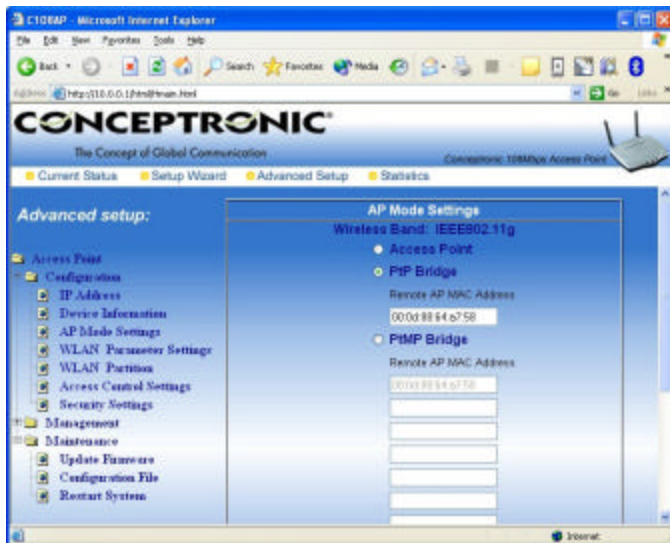 C108AP - Microsoft Internet Explorer
File Edit View Favorites Tools Help
Back Search Favorites Media
Address http://10.0.0.1/html/Hmain.html Go Links
CONCEPTRONIC
The Concept of Global Communication
Conceptronic 108Mbps Access Point
Current Status Setup Wizard Advanced Setup Statistics
Advanced setup:
Access Point
Configuration
IP Address
Device Information
AP Mode Settings
WLAN Parameter Settings
WLAN Partition
Access Control Settings
Security Settings
Management
Maintenance
Update Firmware
Configuration File
Restart System
AP Mode Settings
Wireless Band: IEEE802.11g
Access Point
PtP Bridge
Remote AP MAC Address
00:0d:88:64:a7:58
PtMP Bridge
Remote AP MAC Address
00:0d:88:64:a7:58
Internet